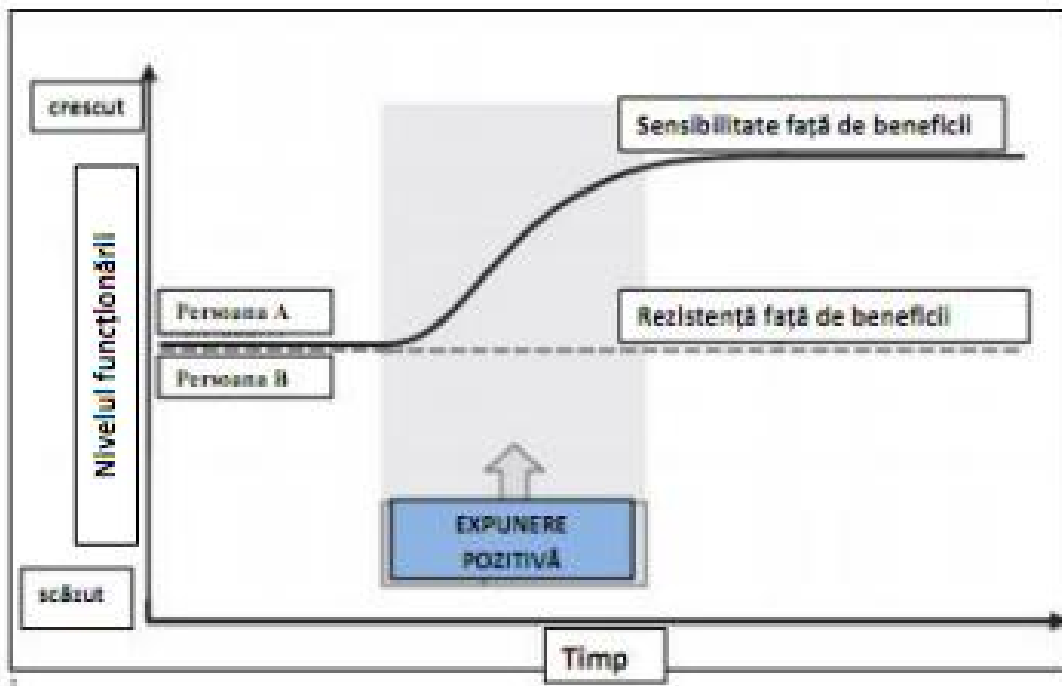 crescut
Sensibilitate față de beneficii
Nivelul funcționării
Persoana A
Rezistență față de beneficii
Persoana B
EXPUNERE
POZITIVĂ
scăzut
Timp